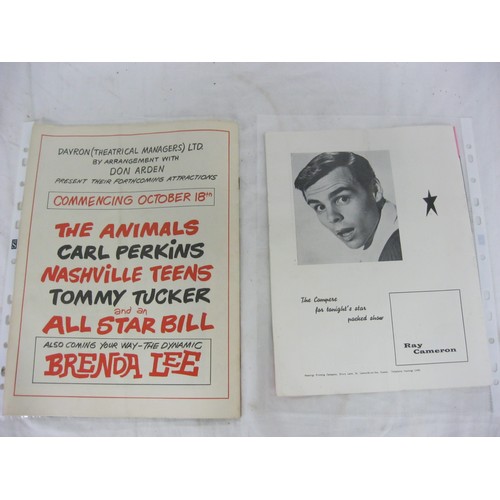 DAVRON (THEATRICAL MANAGERS) LTD.
BY ARRANGEMENT WITH
DON ARDEN
PRESENT THEIR FORTHCOMING ATTRACTIONS
COMMENCING OCTOBER 18th
THE ANIMALS
CARL PERKINS
NASHVILLE TEENS
TOMMY TUCKER
and an
ALL STAR BILL
ALSO COMING YOUR WAY-THE DYNAMIC
BRENDA LEE
The Compere
for tonight's star
packed show
Ray
Cameron